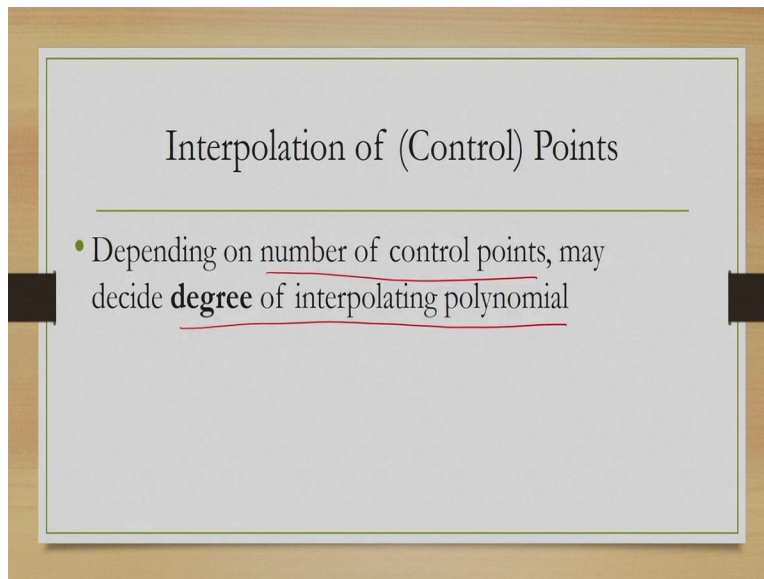 Interpolation of (Control) Points
• Depending on number of control points, may
decide degree of interpolating polynomial